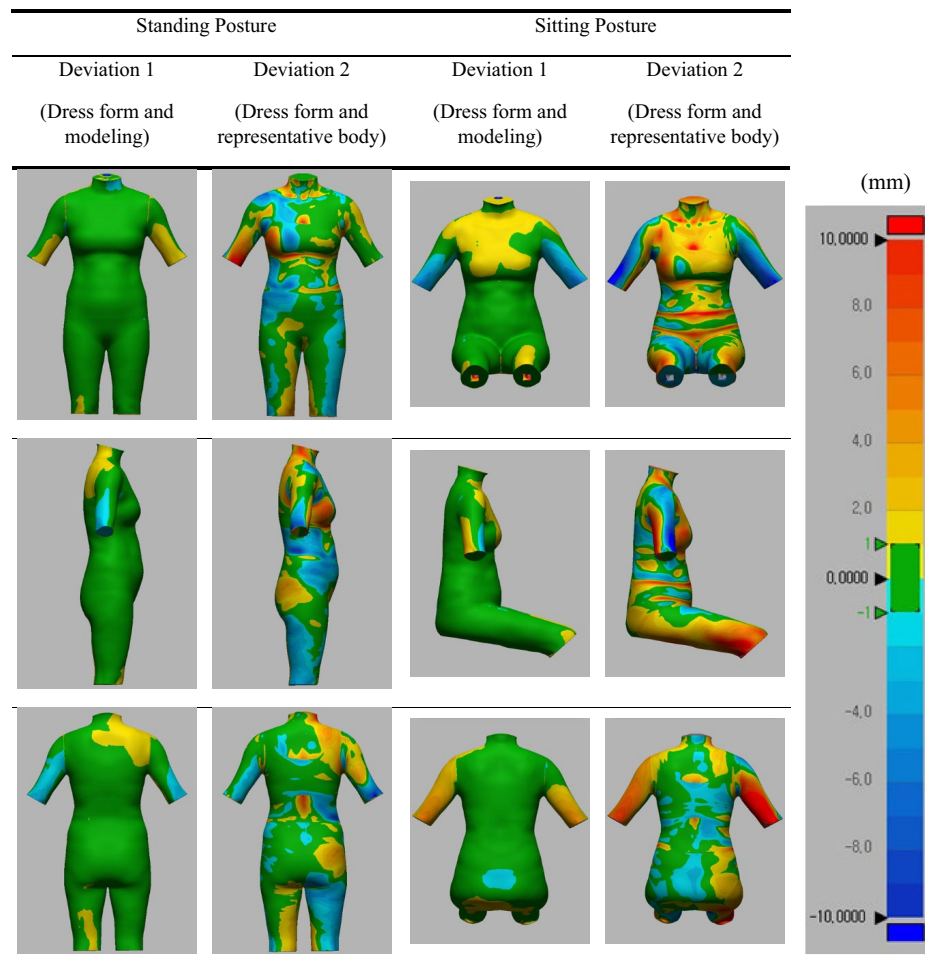 Standing Posture
Sitting Posture
Deviation 1
Deviation 2
Deviation 1
Deviation 2
(Dress form and
modeling)
(Dress form and
representative body)
(Dress form and
modeling)
(Dress form and
representative body)
(mm)
10,0000
8,0
6,0
4,0
2,0
1
0,0000
-1
-4,0
-6,0
-8,0
-10,0000